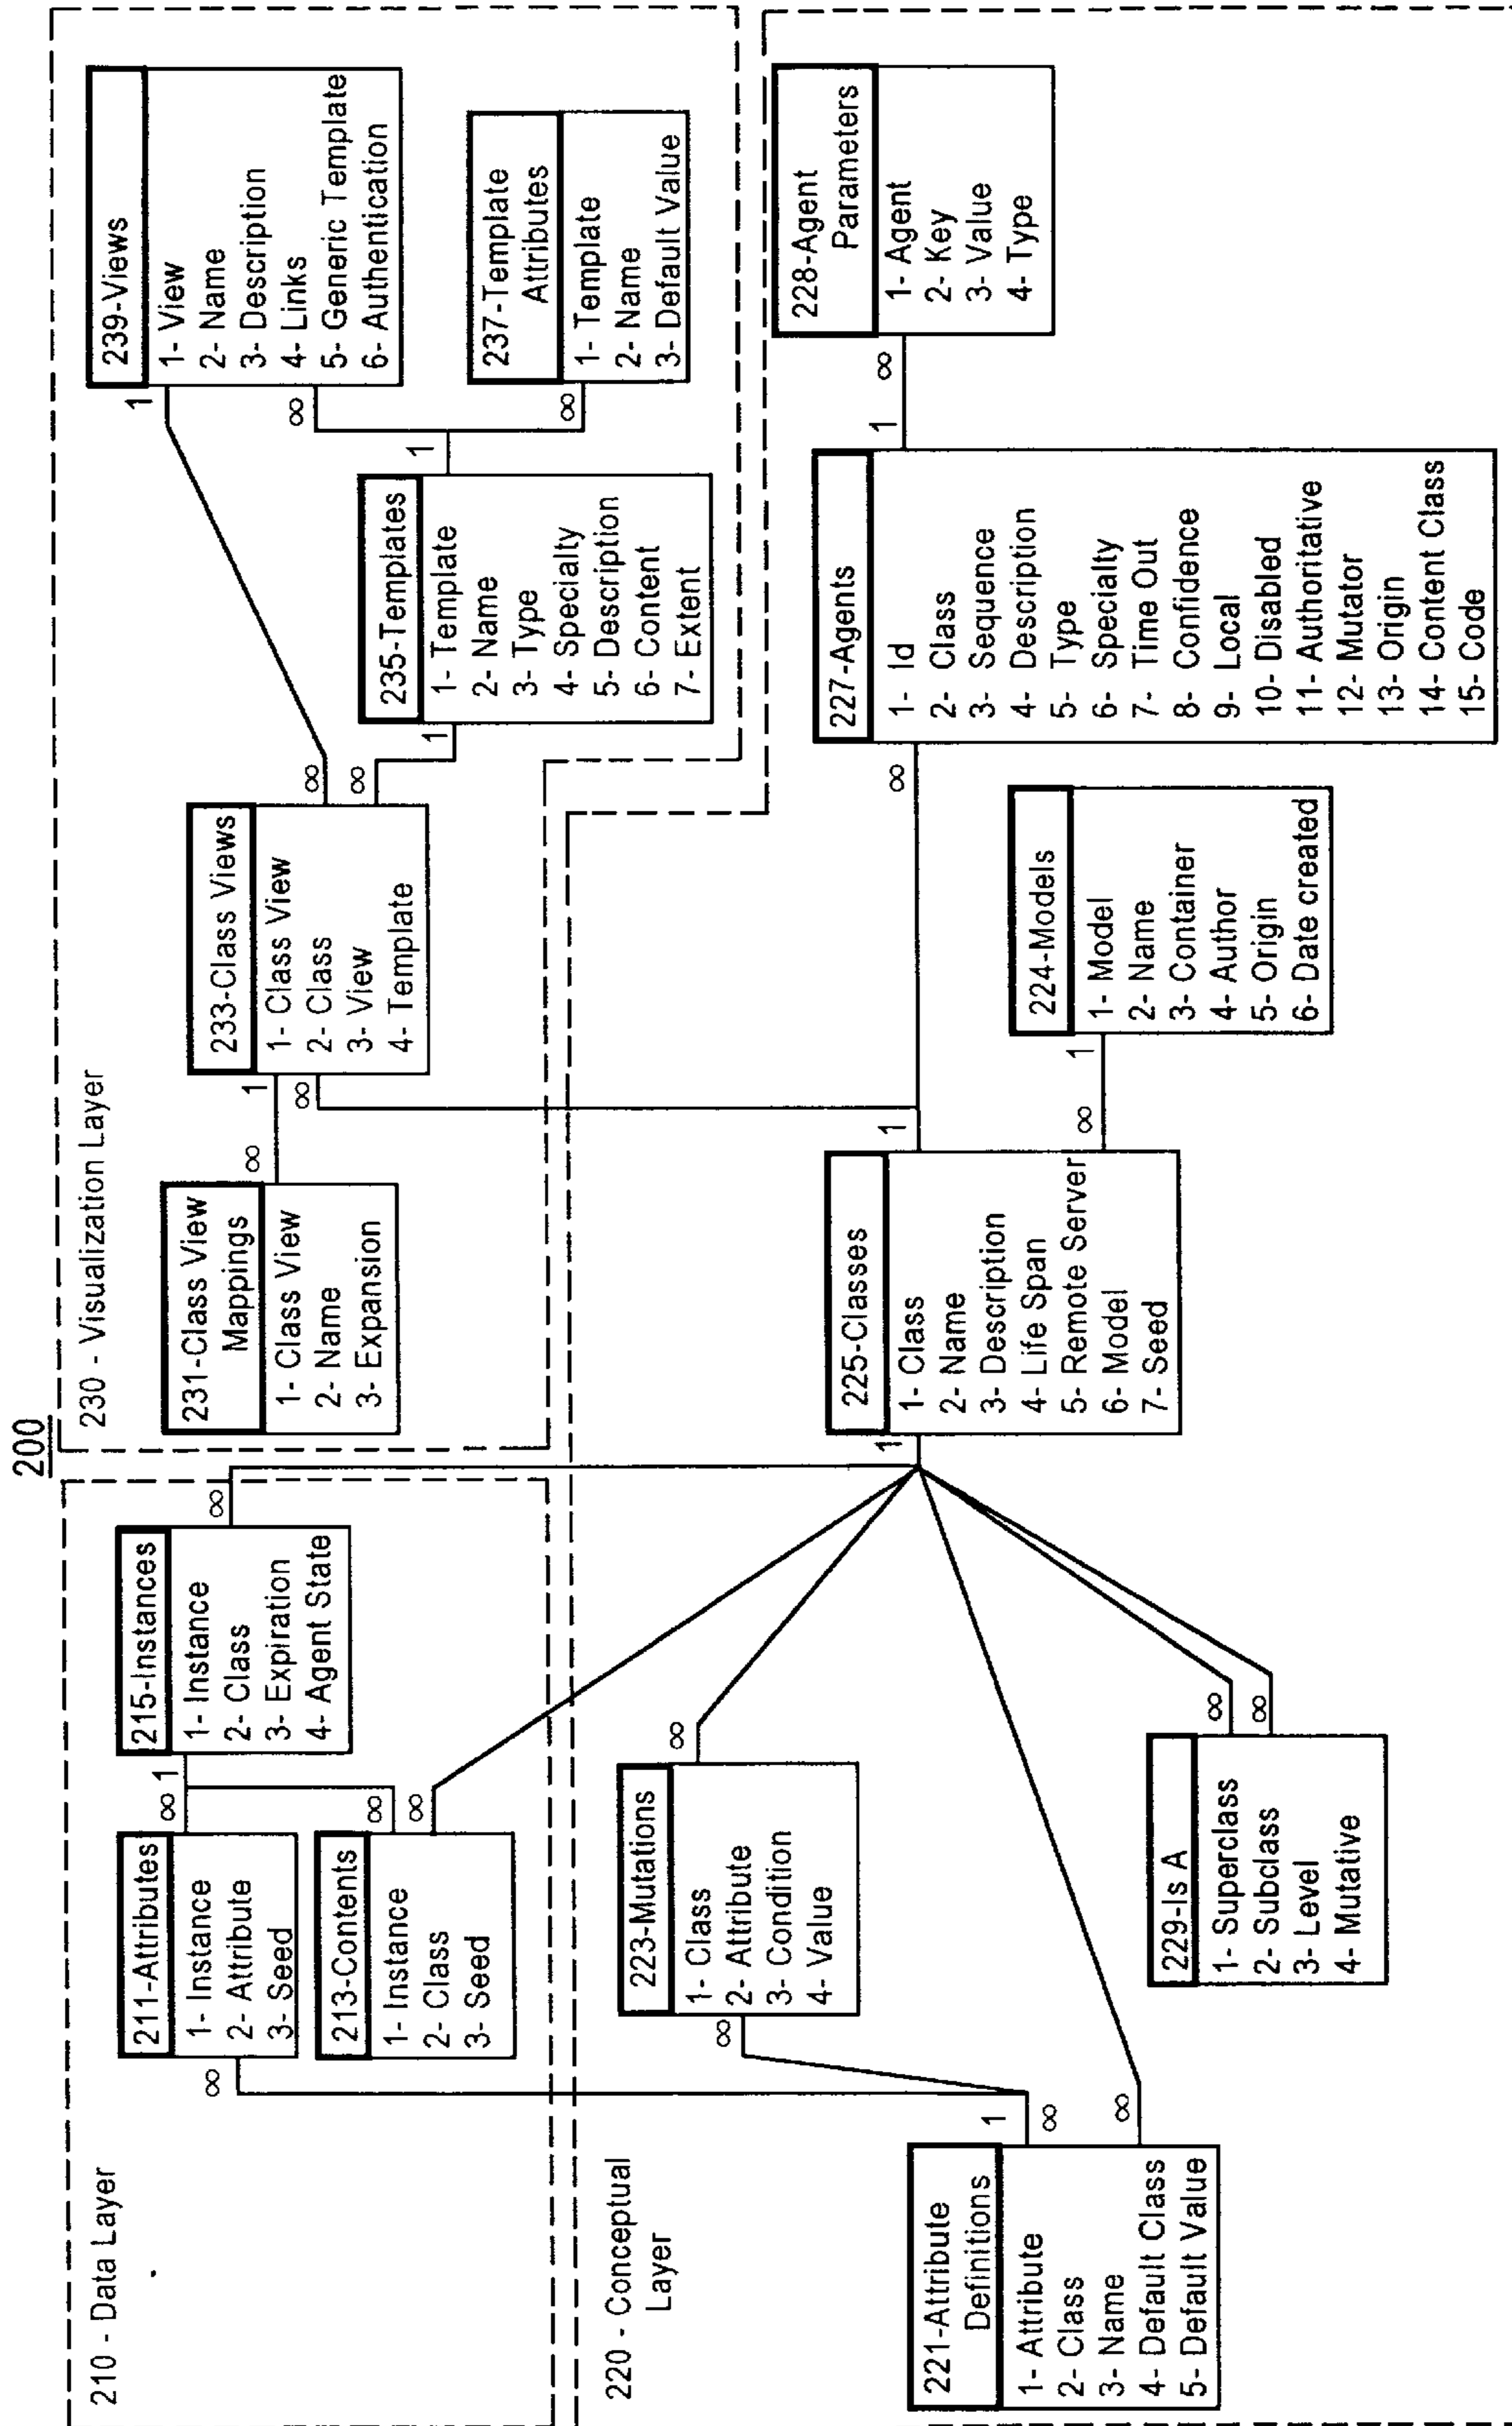 200
210 - Data Layer
211-Attributes
1- Instance
2- Attribute
3- Seed
∞
∞
1
213-Contents
1- Instance
2- Class
3- Seed
∞
∞
215-Instances
1- Instance
2- Class
3- Expiration
4- Agent State
∞
230 - Visualization Layer
231-Class View
Mappings
1- Class View
2- Name
3- Expansion
∞
1
∞
233-Class Views
1- Class View
2- Class
3- View
4- Template
∞
∞
1
235-Templates
1- Template
2- Name
3- Type
4- Specialty
5- Description
6- Content
7- Extent
1
1
∞
∞
239-Views
1- View
2- Name
3- Description
4- Links
5- Generic Template
6- Authentication
237-Template
Attributes
1- Template
2- Name
3- Default Value
220 - Conceptual
Layer
221-Attribute
Definitions
1- Attribute
2- Class
3- Name
4- Default Class
5- Default Value
1
∞
∞
∞
223-Mutations
1- Class
2- Attribute
3- Condition
4- Value
∞
229-Is A
1- Superclass
2- Subclass
3- Level
4- Mutative
∞
∞
1
225-Classes
1- Class
2- Name
3- Description
4- Life Span
5- Remote Server
6- Model
7- Seed
1
∞
1
224-Models
1- Model
2- Name
3- Container
4- Author
5- Origin
6- Date created
∞
227-Agents
1- Id
2- Class
3- Sequence
4- Description
5- Type
6- Specialty
7- Time Out
8- Confidence
9- Local
10- Disabled
11- Authoritative
12- Mutator
13- Origin
14- Content Class
15- Code
1
∞
228-Agent
Parameters
1- Agent
2- Key
3- Value
4- Type